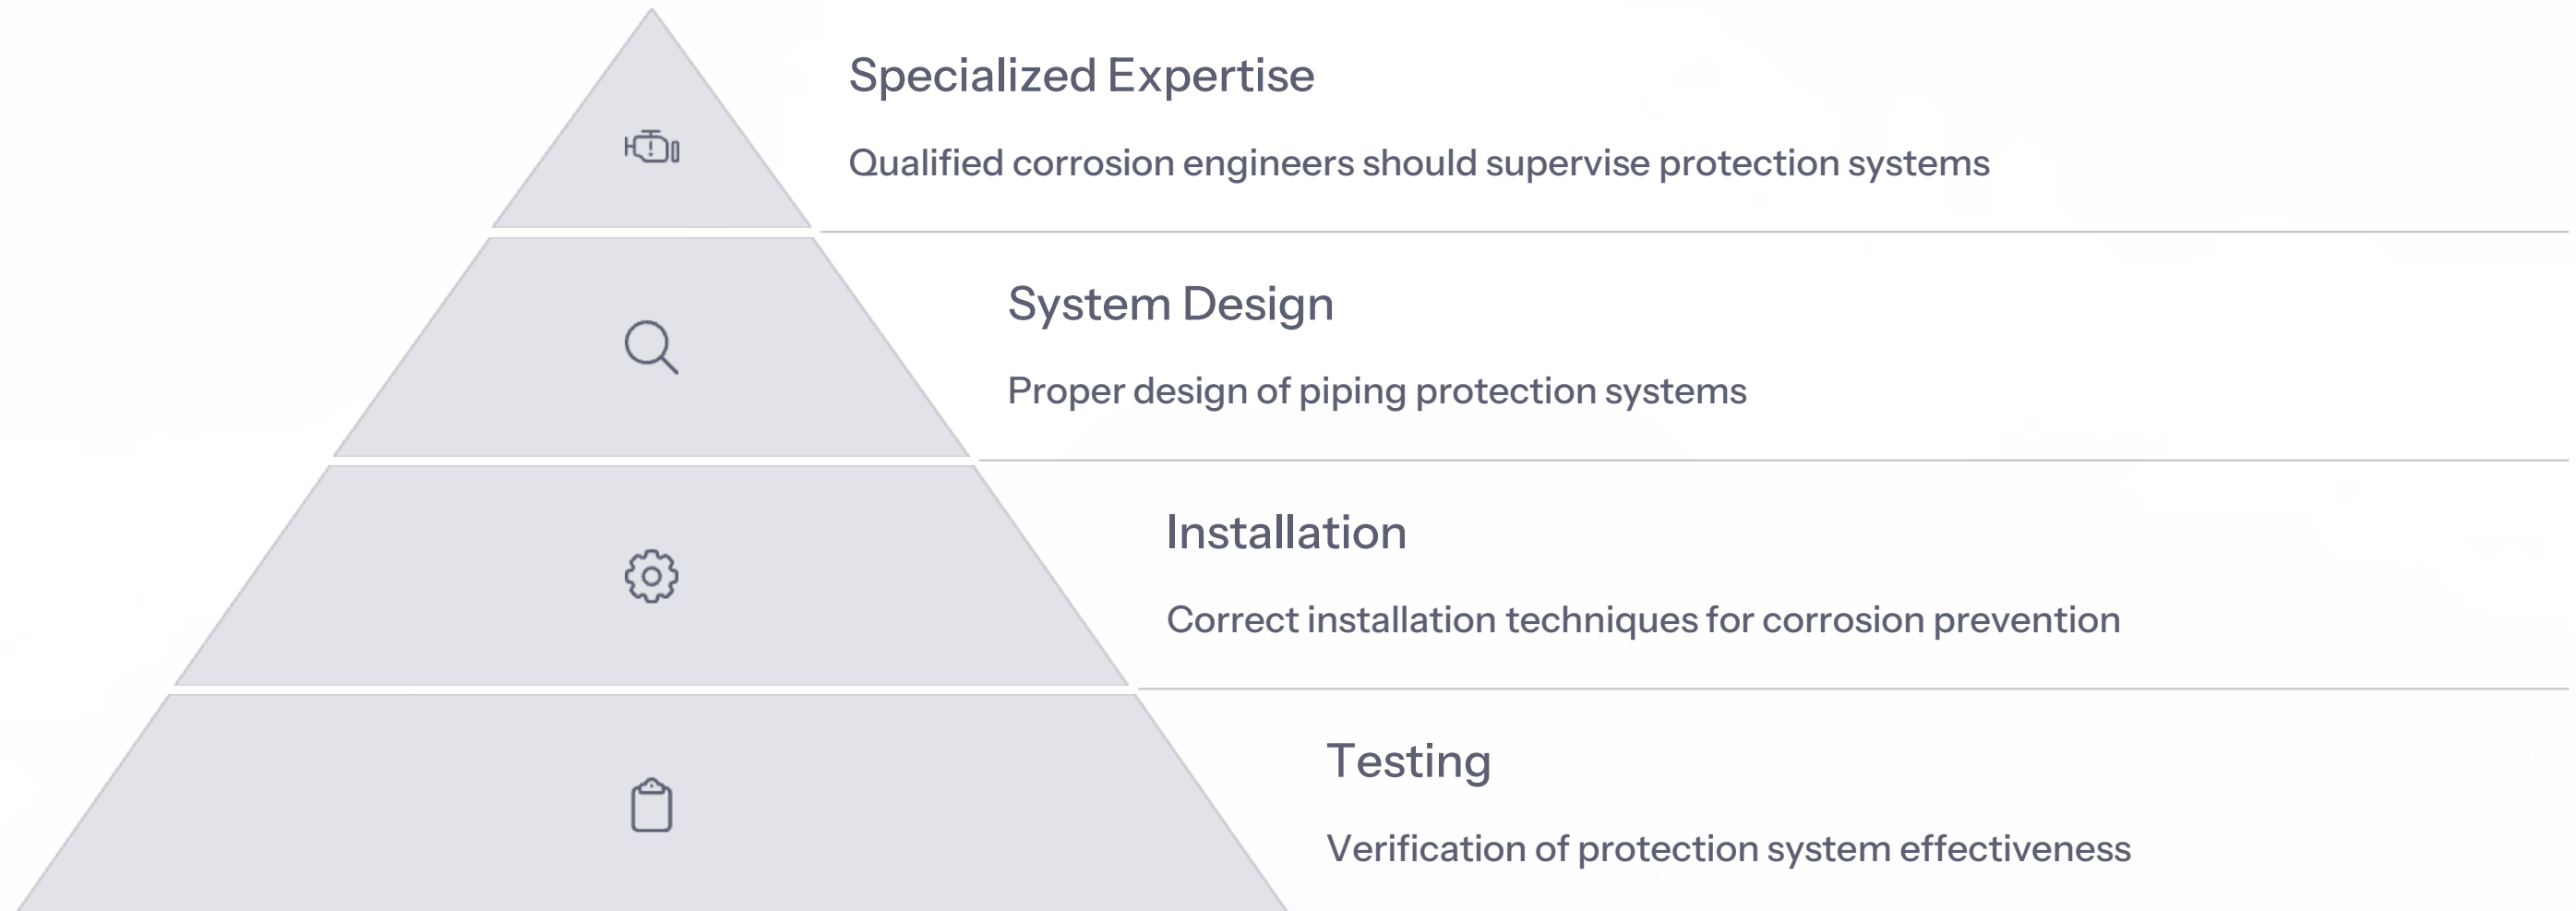 Specialized Expertise
Qualified corrosion engineers should supervise protection systems
System Design
Proper design of piping protection systems
Installation
Correct installation techniques for corrosion prevention
Testing
Verification of protection system effectiveness